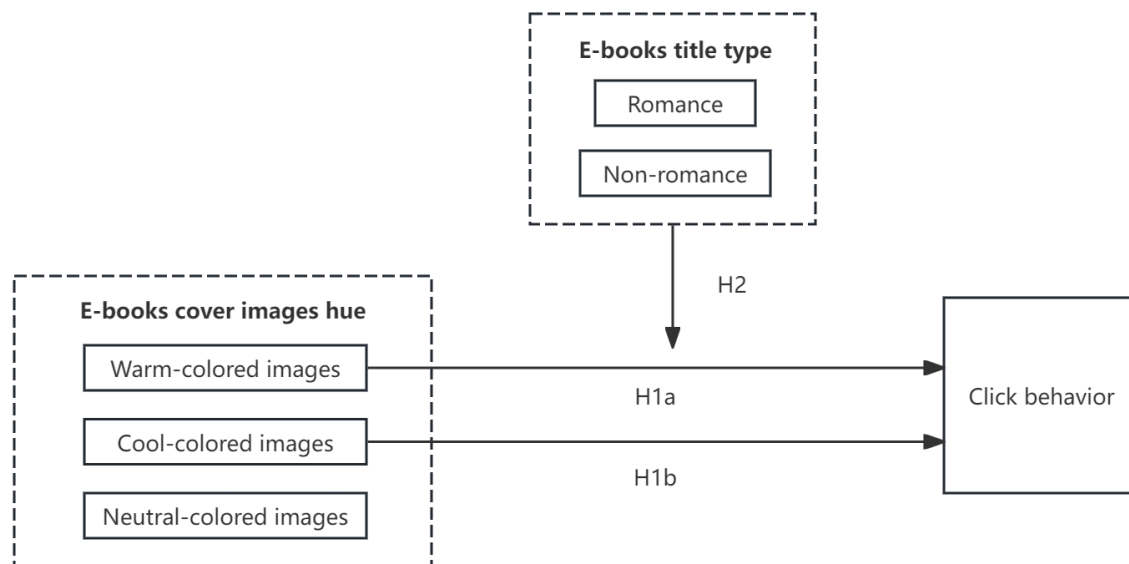 E-books title type
Romance
Non-romance
H2
E-books cover images hue
Warm-colored images
H1a
Click behavior
Cool-colored images
H1b
Neutral-colored images